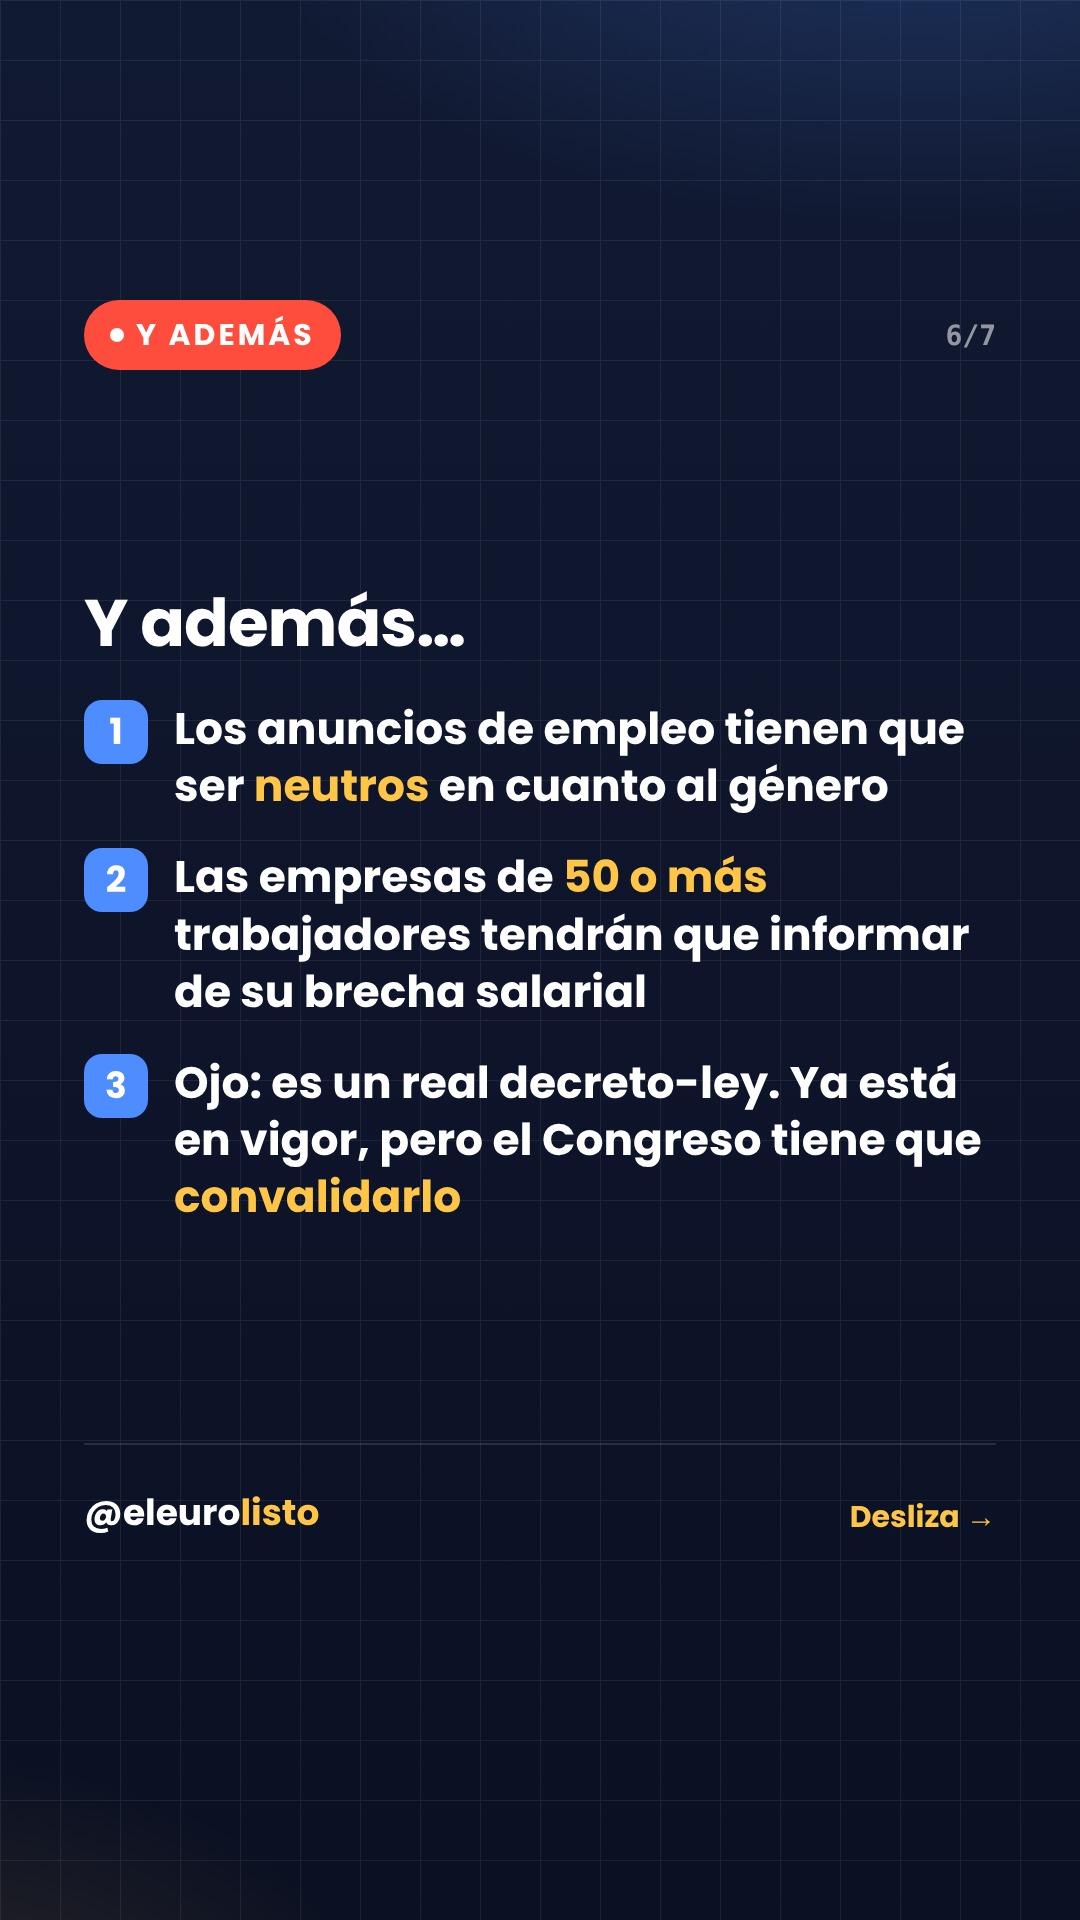 Y ADEMÁS
6/7
Y además...
1 Los anuncios de empleo tienen que
ser neutros en cuanto al género
2 Las empresas de 50 o más
trabajadores tendrán que informar
de su brecha salarial
3 Ojo: es un real decreto-ley. Ya está
en vigor, pero el Congreso tiene que
convalidarlo
@eleurolisto
Desliza →